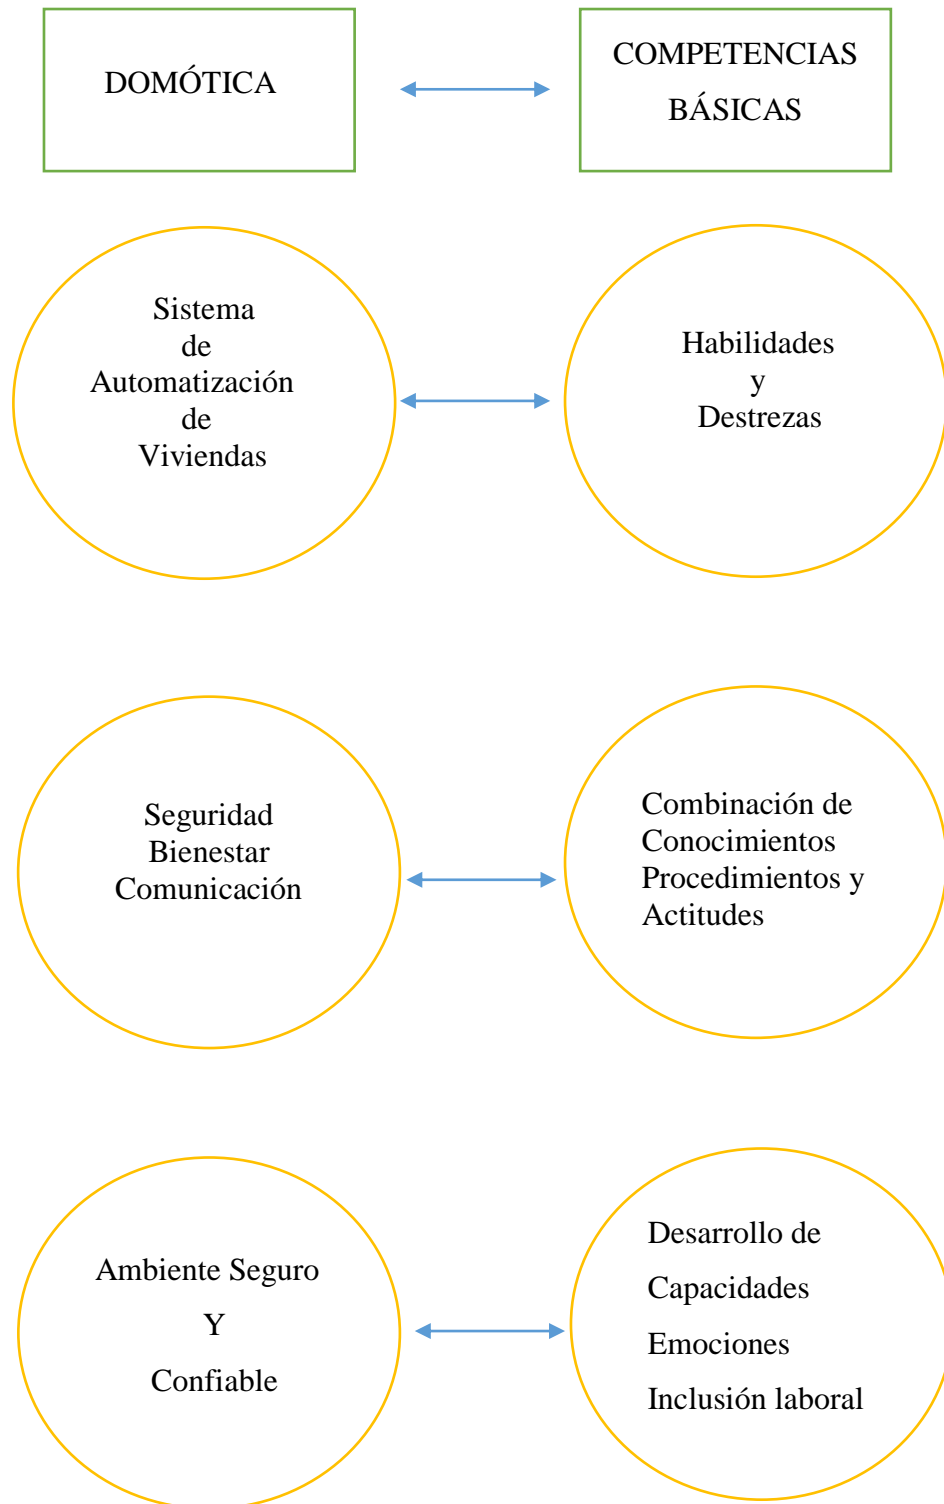 DOMÓTICA
COMPETENCIAS
BÁSICAS
Sistema
de
Automatización
de
Viviendas
Habilidades
y
Destrezas
Seguridad
Bienestar
Comunicación
Combinación de
Conocimientos
Procedimientos y
Actitudes
Ambiente Seguro
Y
Confiable
Desarrollo de
Capacidades
Emociones
Inclusión laboral